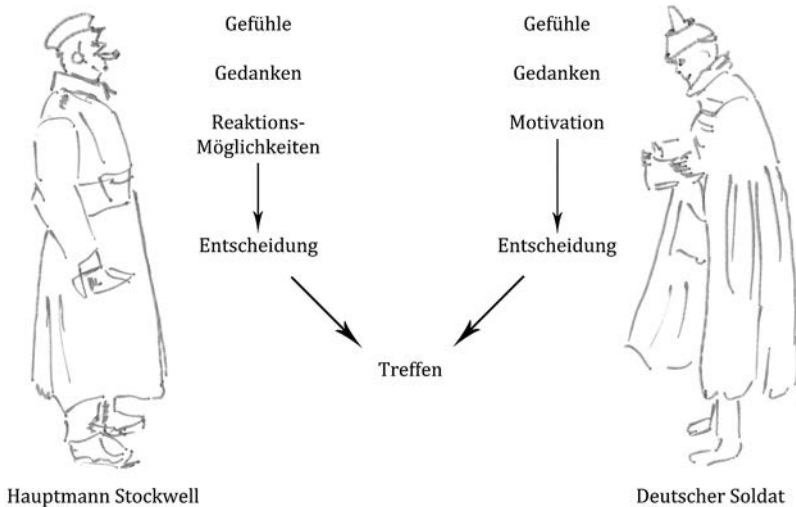 Gefühle
Gefühle
Gedanken
Gedanken
Reaktions-
Möglichkeiten
Motivation
Entscheidung
Entscheidung
Treffen
Hauptmann Stockwell
Deutscher Soldat